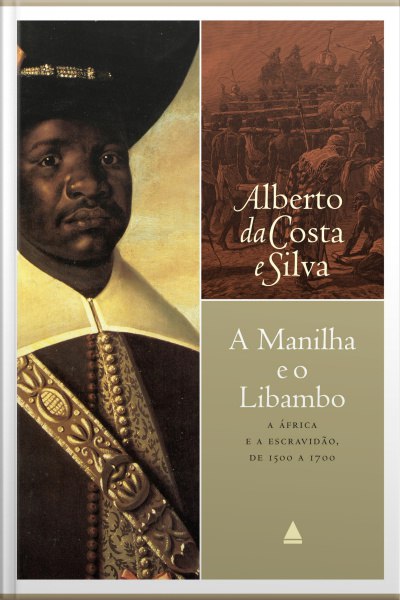 Alberto
da Costa
e Silva
A Manilha
e o
Libambo
A ÁFRICA
E A ESCRAVIDÃO,
DE 1500 A 1700